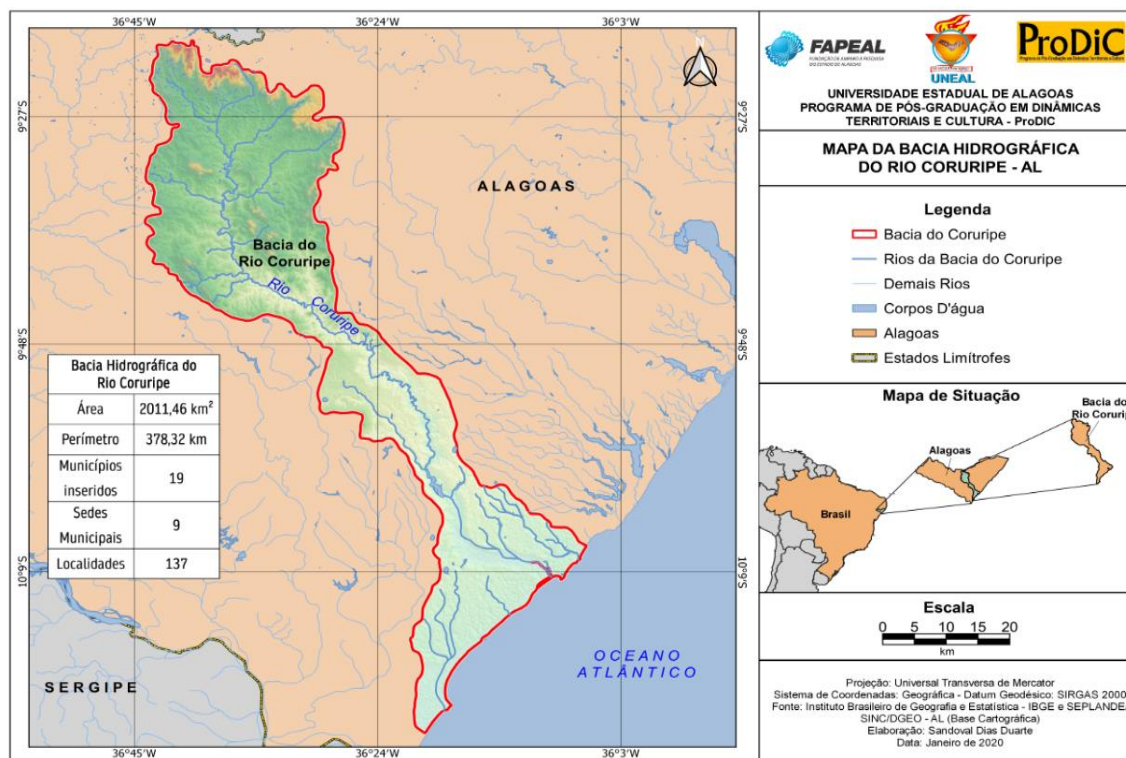 36°45'W
36°24'W
36°3'W
9°27'S
9°48'S
10°9'S
9°27'S
9°48'S
10°9'S
36°45'W
36°24'W
36°3'W
N
ALAGOAS
Bacia do
Rio Coruripe
Rio Coruripe
OCEANO
ATLÂNTICO
SERGIPE
Bacia Hidrográfica do
Rio Coruripe
Área 2011,46 km²
Perímetro 378,32 km
Municípios
inseridos 19
Sedes
Municipais 9
Localidades 137
FAPEAL
UNEAL
ProDiC
UNIVERSIDADE ESTADUAL DE ALAGOAS
PROGRAMA DE PÓS-GRADUAÇÃO EM DINÂMICAS
TERRITORIAIS E CULTURA - ProDIC
MAPA DA BACIA HIDROGRÁFICA
DO RIO CORURIPE - AL
Legenda
Bacia do Coruripe
Rios da Bacia do Coruripe
Demais Rios
Corpos D'água
Alagoas
Estados Limítrofes
Mapa de Situação
Bacia do
Rio Coruripe
Alagoas
Brasil
Escala
0 5 10 15 20
km
Projeção: Universal Transversa de Mercator
Sistema de Coordenadas: Geográfica - Datum Geodésico: SIRGAS 2000
Fonte: Instituto Brasileiro de Geografia e Estatística - IBGE e SEPLANDE/
SINC/DGEO - AL (Base Cartográfica)
Elaboração: Sandoval Dias Duarte
Data: Janeiro de 2020